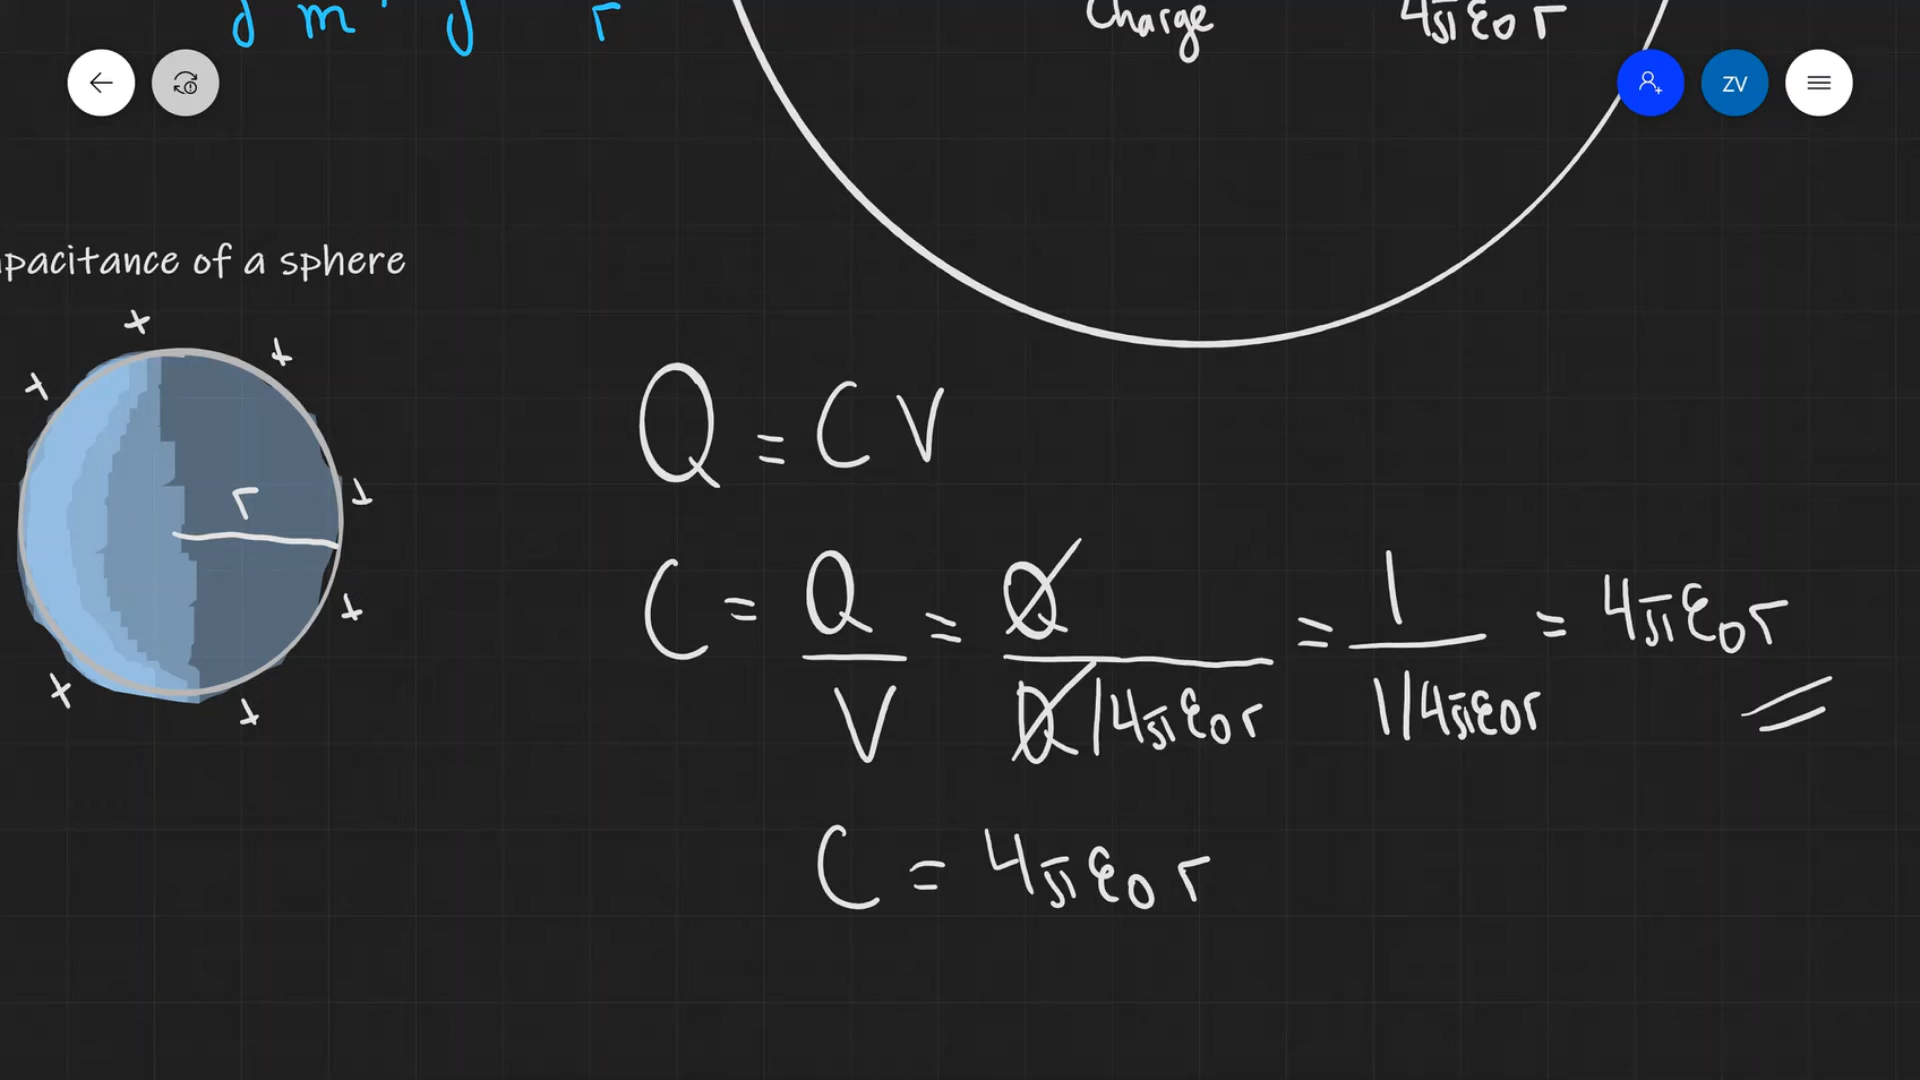 Charge 4πε0r
ZV
pacitance of a sphere
r
Q = CV
C = Q/V = Q/Q/4πε0r = 1/1/4πε0r = 4πε0r
C = 4πε0r